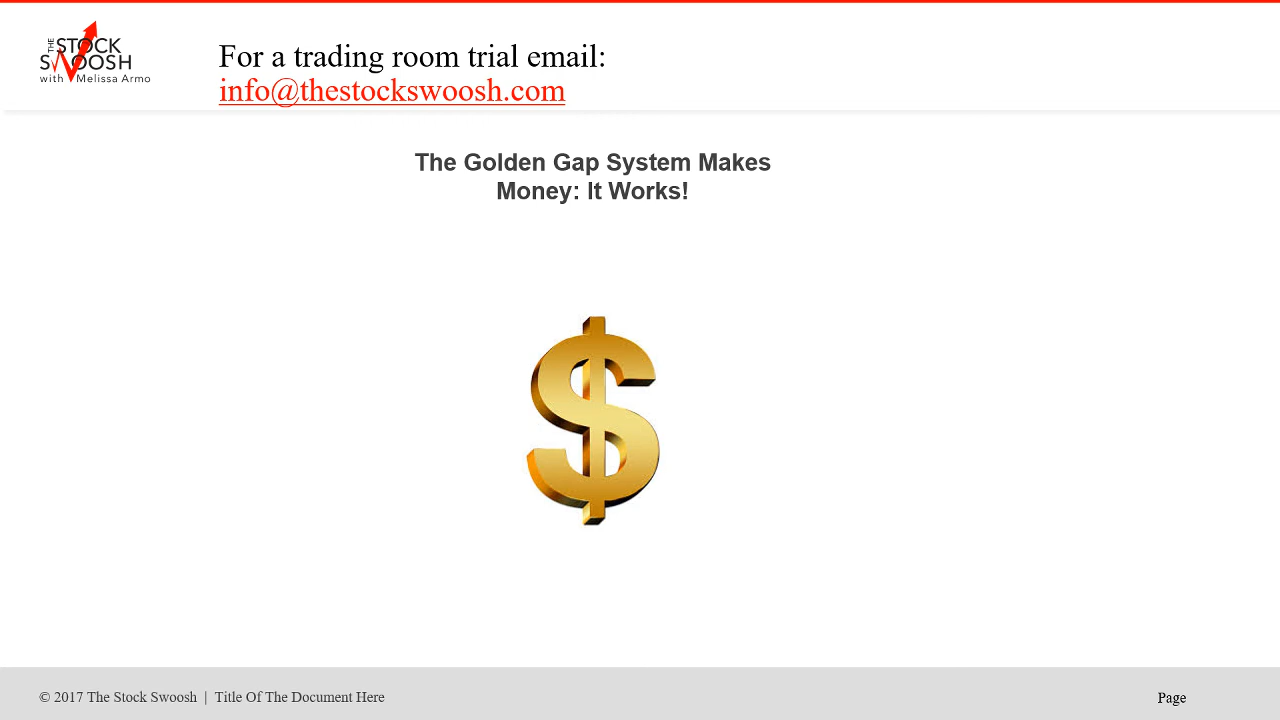 THE
STOCK
SWOOSH
with Melissa Armo
For a trading room trial email:
info@thestockswoosh.com
The Golden Gap System Makes
Money: It Works!
$
© 2017 The Stock Swoosh | Title Of The Document Here
Page